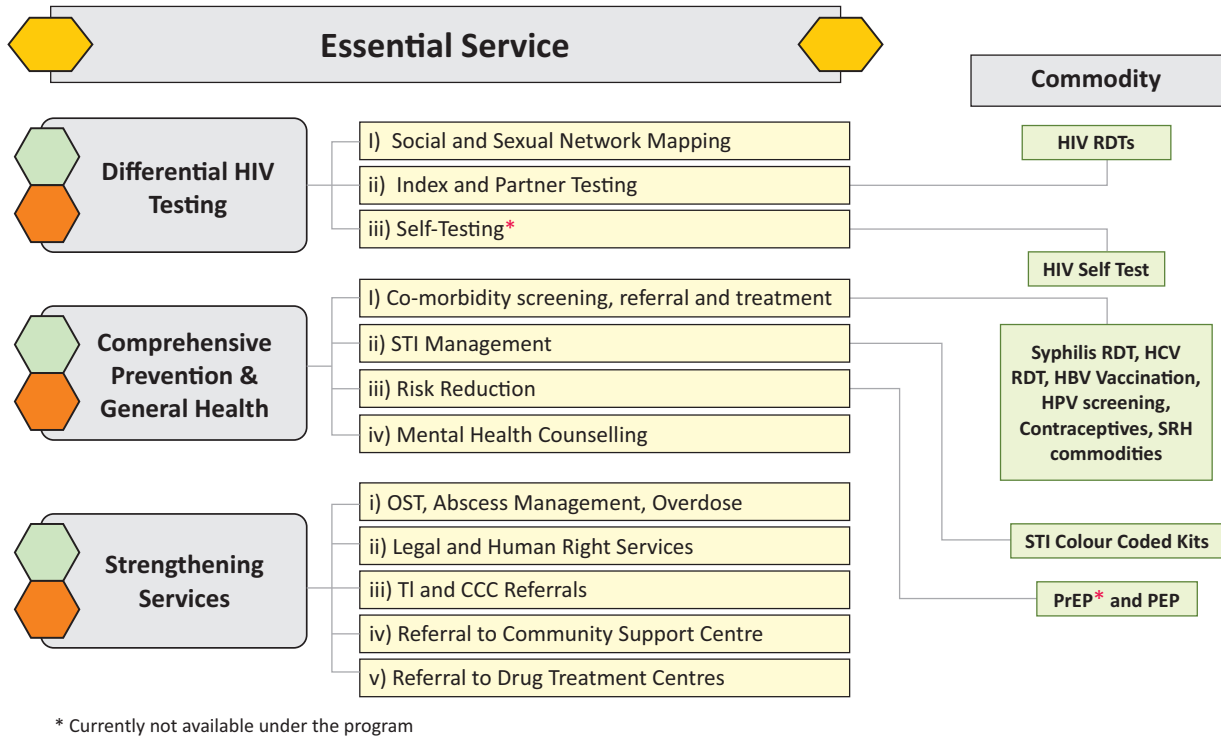 Essential Service
Commodity
Differential HIV
Testing
I) Social and Sexual Network Mapping
ii) Index and Partner Testing
iii) Self-Testing*
HIV RDTs
HIV Self Test
Comprehensive
Prevention &
General Health
I) Co-morbidity screening, referral and treatment
ii) STI Management
iii) Risk Reduction
iv) Mental Health Counselling
Syphilis RDT, HCV
RDT, HBV Vaccination,
HPV screening,
Contraceptives, SRH
commodities
Strengthening
Services
i) OST, Abscess Management, Overdose
ii) Legal and Human Right Services
iii) Tl and CCC Referrals
iv) Referral to Community Support Centre
v) Referral to Drug Treatment Centres
STI Colour Coded Kits
PrEP* and PEP
* Currently not available under the program